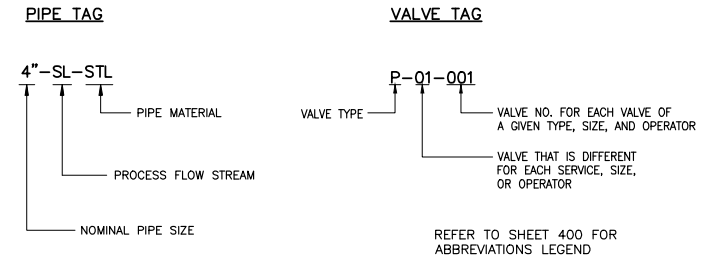 PIPE TAG
4"-SL-STL
PIPE MATERIAL
PROCESS FLOW STREAM
NOMINAL PIPE SIZE
VALVE TAG
P-01-001
VALVE TYPE
VALVE NO. FOR EACH VALVE OF
A GIVEN TYPE, SIZE, AND OPERATOR
VALVE THAT IS DIFFERENT
FOR EACH SERVICE, SIZE,
OR OPERATOR
REFER TO SHEET 400 FOR
ABBREVIATIONS LEGEND